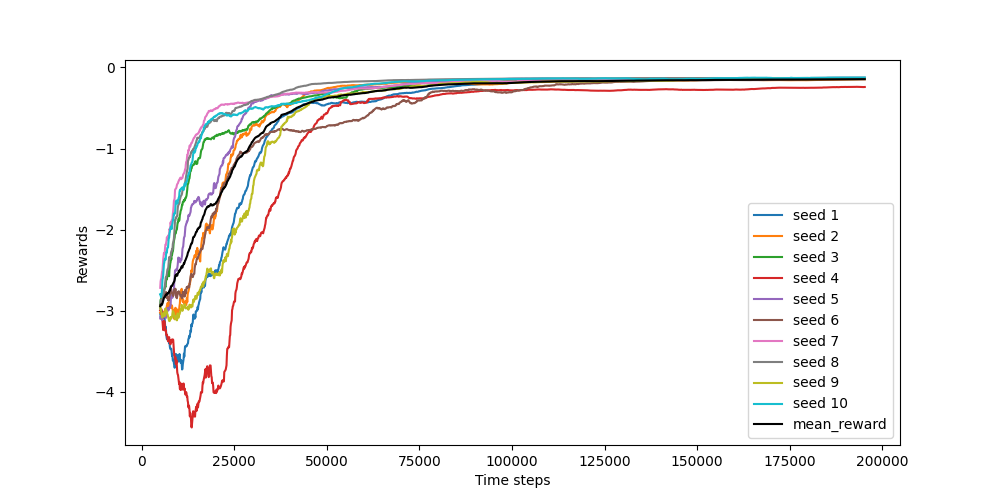 0
−1
−2
−3
−4
Rewards
0
25000
50000
75000
100000
125000
150000
175000
200000
Time steps
seed 1
seed 2
seed 3
seed 4
seed 5
seed 6
seed 7
seed 8
seed 9
seed 10
mean_reward